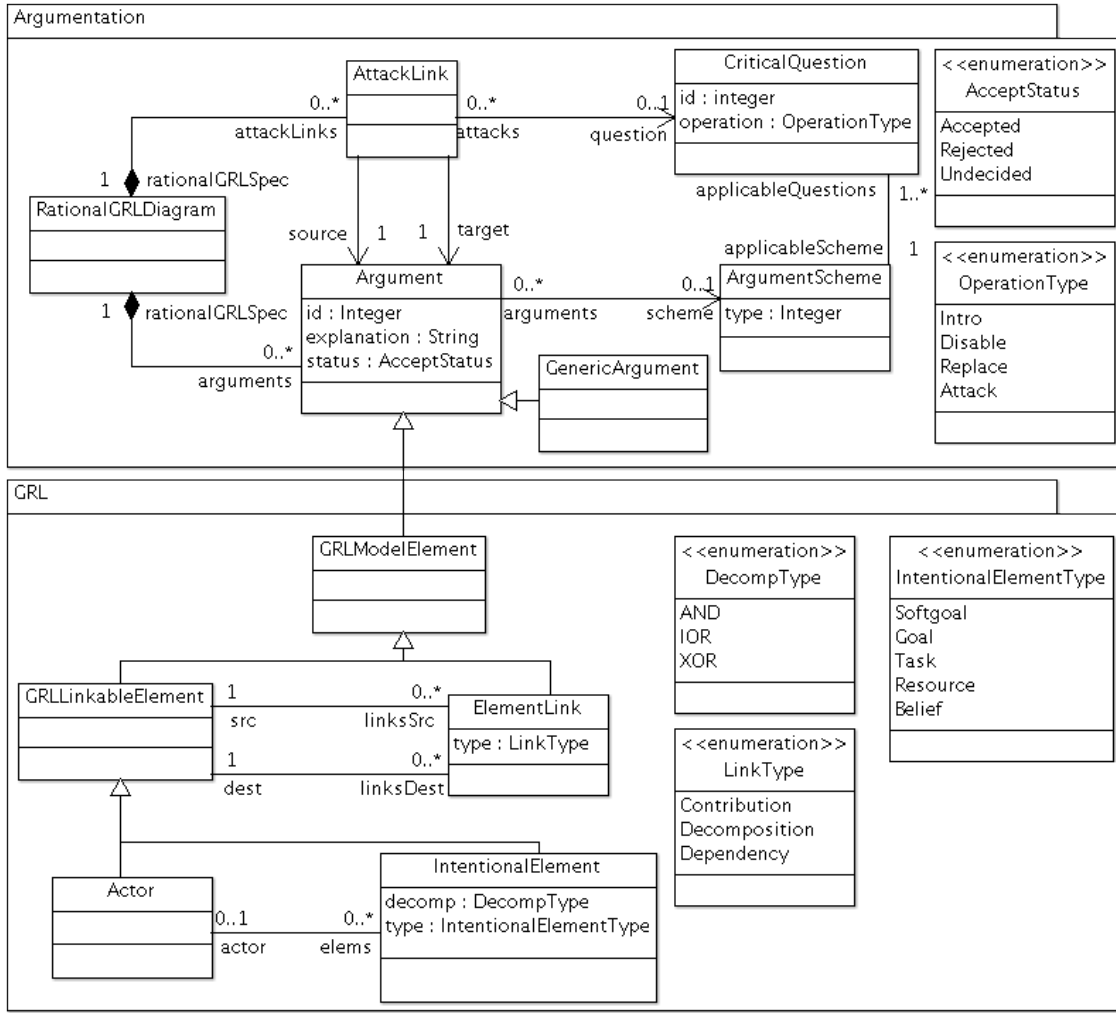 Argumentation
AttackLink
0..*
attackLinks
0..*
attacks
CriticalQuestion
id : integer
operation : OperationType
0..1
question
<<enumeration>>
AcceptStatus
Accepted
Rejected
Undecided
1
rationalGRLSpec
RationalGRLDiagram
1
rationalGRLSpec
0..*
arguments
source
1
1
target
applicableQuestions
1..*
applicableScheme
1
Argument
id : Integer
explanation : String
status : AcceptStatus
0..*
arguments
0..1
scheme
ArgumentScheme
type : Integer
GenericArgument
<<enumeration>>
OperationType
Intro
Disable
Replace
Attack
GRL
GRLModelElement
<<enumeration>>
DecompType
AND
IOR
XOR
<<enumeration>>
IntentionalElementType
Softgoal
Goal
Task
Resource
Belief
GRLLinkableElement
1
src
0..*
linksSrc
1
dest
0..*
linksDest
ElementLink
type : LinkType
<<enumeration>>
LinkType
Contribution
Decomposition
Dependency
Actor
0..1
actor
0..*
elems
IntentionalElement
decomp : DecompType
type : IntentionalElementType